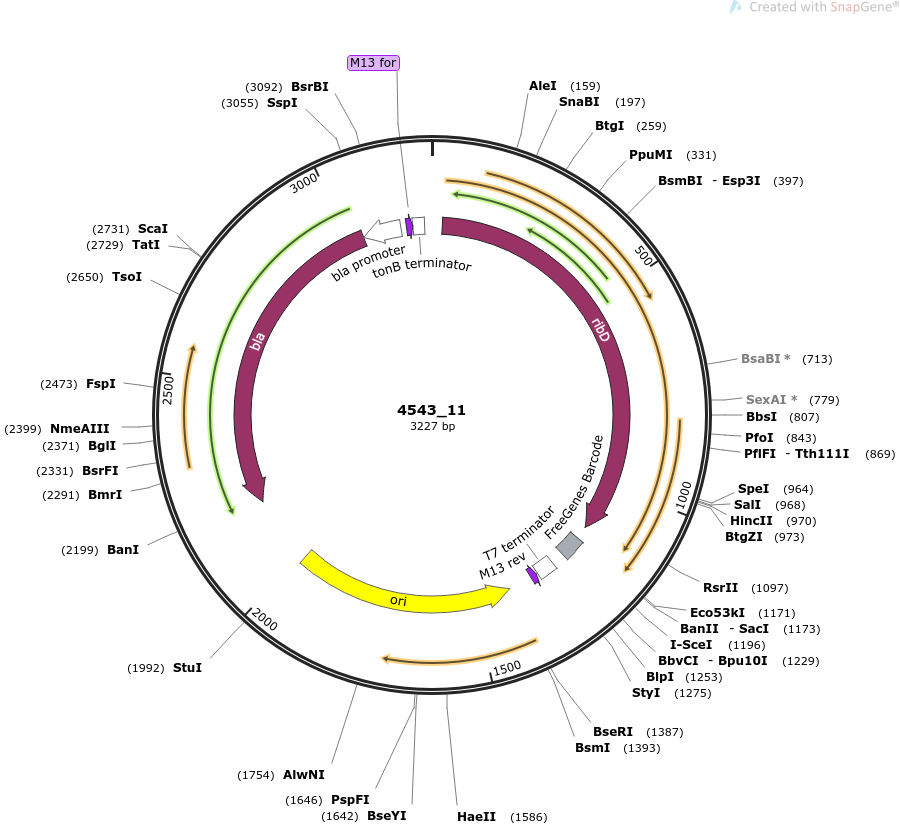 Created with SnapGene®
M13 for
(3092) BsrBI
(3055) SspI
AleI (159)
SnaBI (197)
BtgI (259)
PpuMI (331)
BsmBI - Esp3I (397)
3000
500
(2731) ScaI
(2729) TatI
(2650) TsoI
bla promoter
tonB terminator
bla
ribD
BsaBI * (713)
SexAI * (779)
BbsI (807)
PfoI (843)
PflFI - Tth111I (869)
(2473) FspI
2500
(2399) NmeAIII
(2371) BglI
(2331) BsrFI
(2291) BmrI
4543_11
3227 bp
1000
SpeI (964)
SalI (968)
HincII (970)
BtgZI (973)
FreeGenes Barcode
T7 terminator
M13 rev
(2199) BanI
ori
RsrII (1097)
Eco53kI (1171)
BanII - SacI (1173)
I-SceI (1196)
BbvCI - Bpu10I (1229)
BlpI (1253)
StyI (1275)
2000
(1992) StuI
1500
BseRI (1387)
BsmI (1393)
(1754) AlwNI
(1646) PspFI
(1642) BseYI
HaeII (1586)